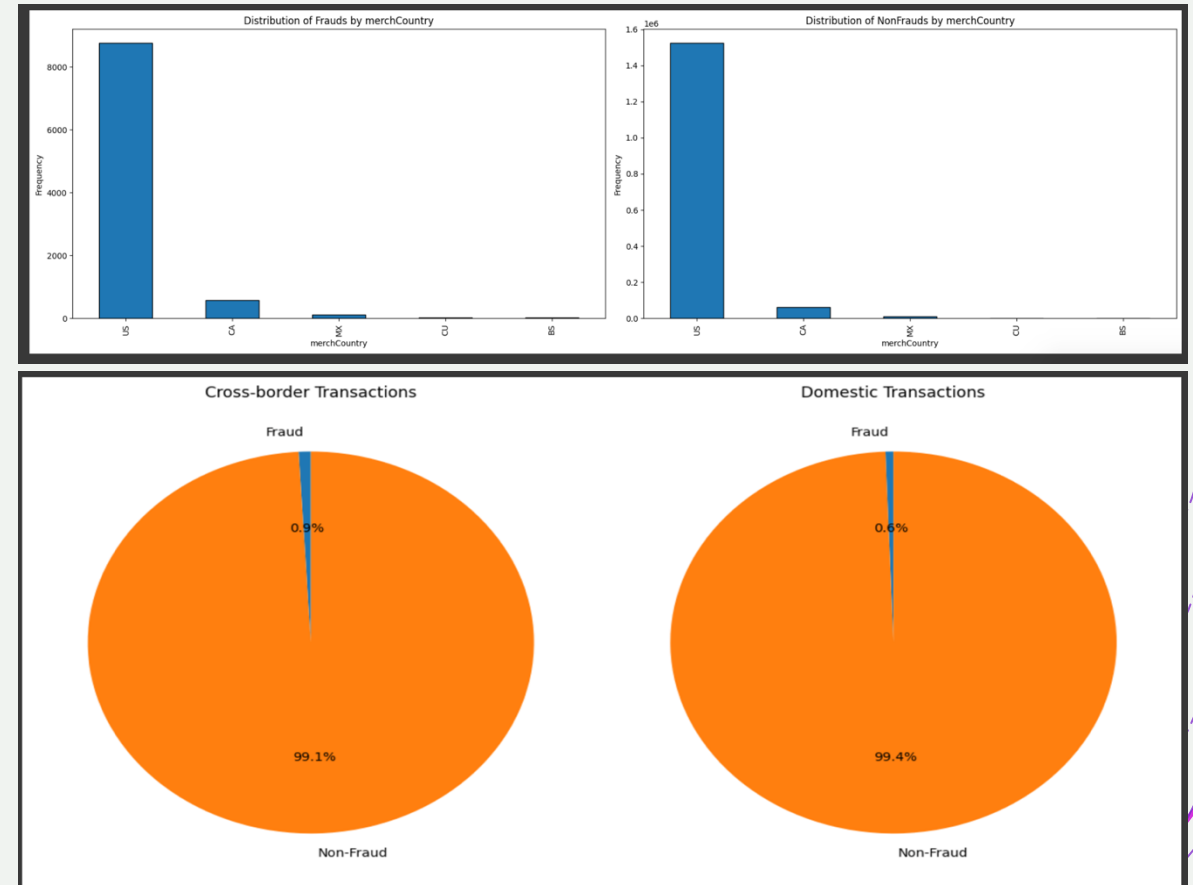 Distribution of Frauds by merchCountry
8000
6000
4000
2000
0
Frequency
US
CA
MX
CU
BS
merchCountry
Distribution of NonFrauds by merchCountry
1e6
1.6
1.4
1.2
1.0
0.8
0.6
0.4
0.2
0.0
Frequency
US
CA
MX
CU
BS
merchCountry
Cross-border Transactions
Fraud
0.9%
99.1%
Non-Fraud
Domestic Transactions
Fraud
0.6%
99.4%
Non-Fraud